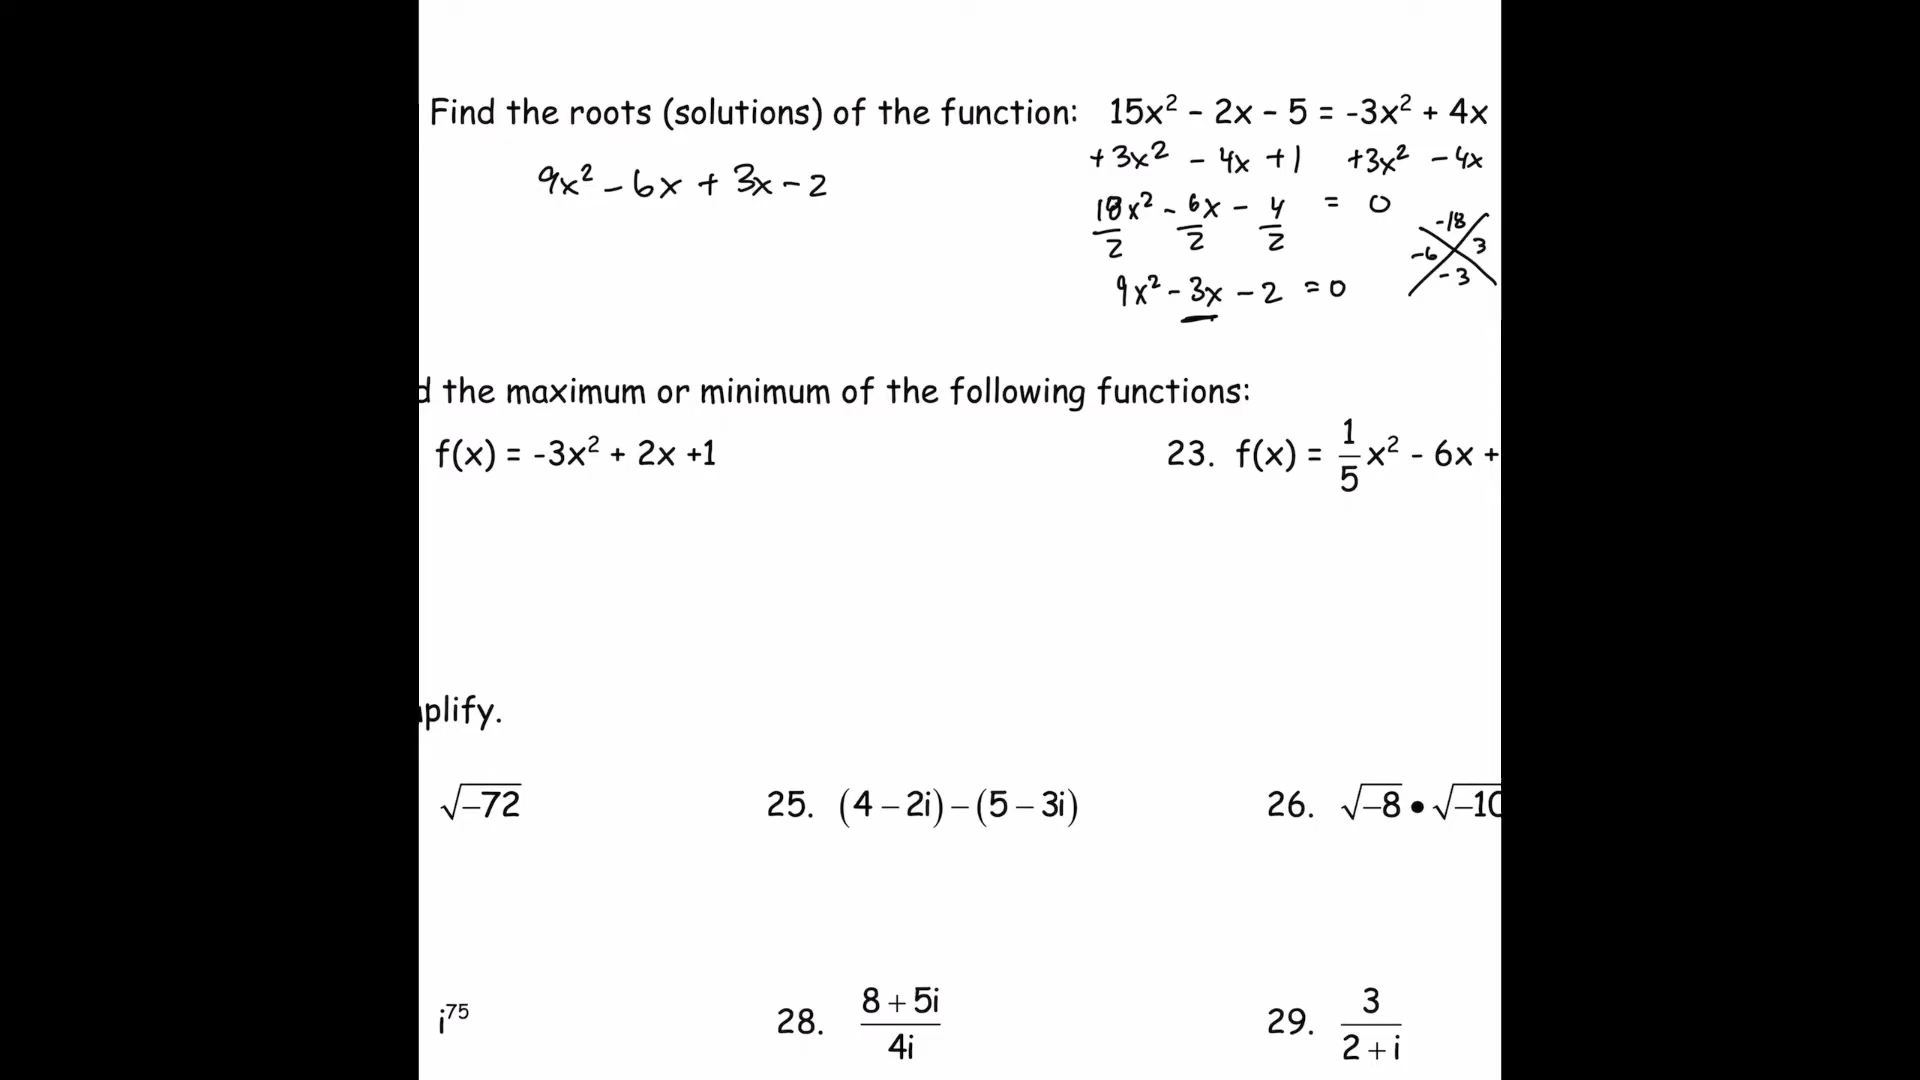 Find the roots (solutions) of the function: 15x² - 2x - 5 = -3x² + 4x
+3x² - 4x +1 +3x² - 4x
9x² - 6x + 3x - 2
18x² - 6x - 4 = 0
2 2 2
-18
-6 3
-3
9x² - 3x - 2 = 0
d the maximum or minimum of the following functions:
f(x) = -3x² + 2x +1 23. f(x) = 1/5 x² - 6x +
plify.
√-72 25. (4 - 2i) - (5 - 3i) 26. √-8 • √-10
i⁷⁵ 28. 8 + 5i / 4i 29. 3 / 2 + i